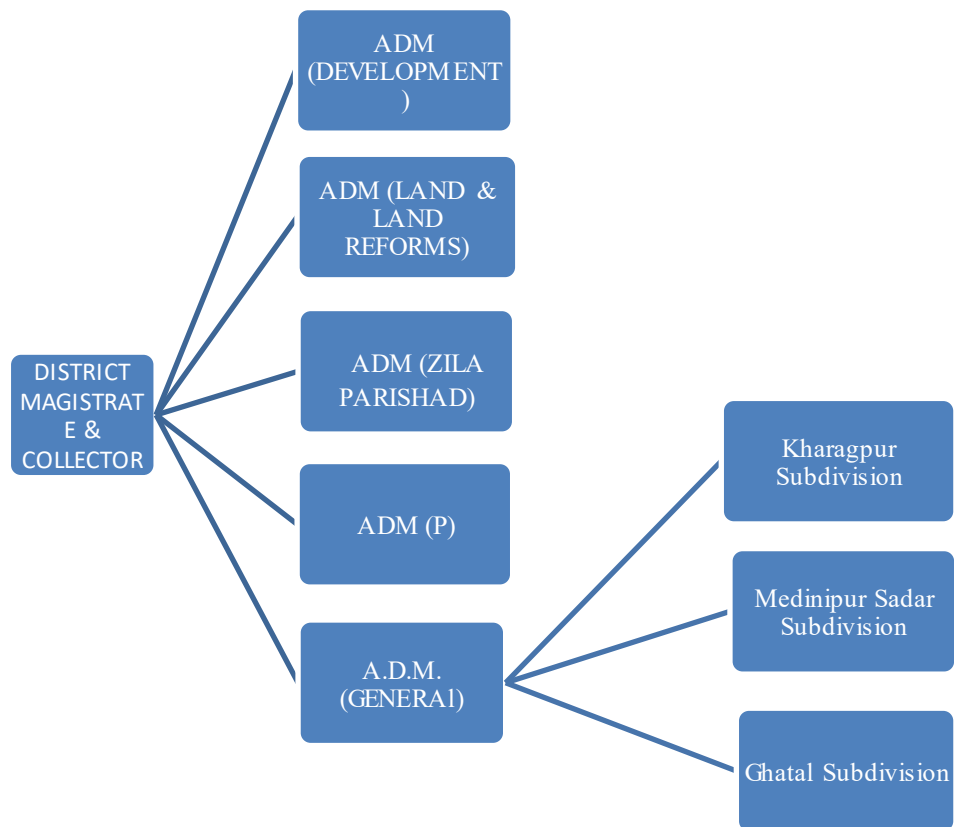 ADM
(DEVELOPMENT
)
ADM (LAND &
LAND
REFORMS)
ADM (ZILA
PARISHAD)
DISTRICT
MAGISTRAT
E &
COLLECTOR
ADM (P)
A.D.M.
(GENERAl)
Kharagpur
Subdivision
Medinipur Sadar
Subdivision
Ghatal Subdivision